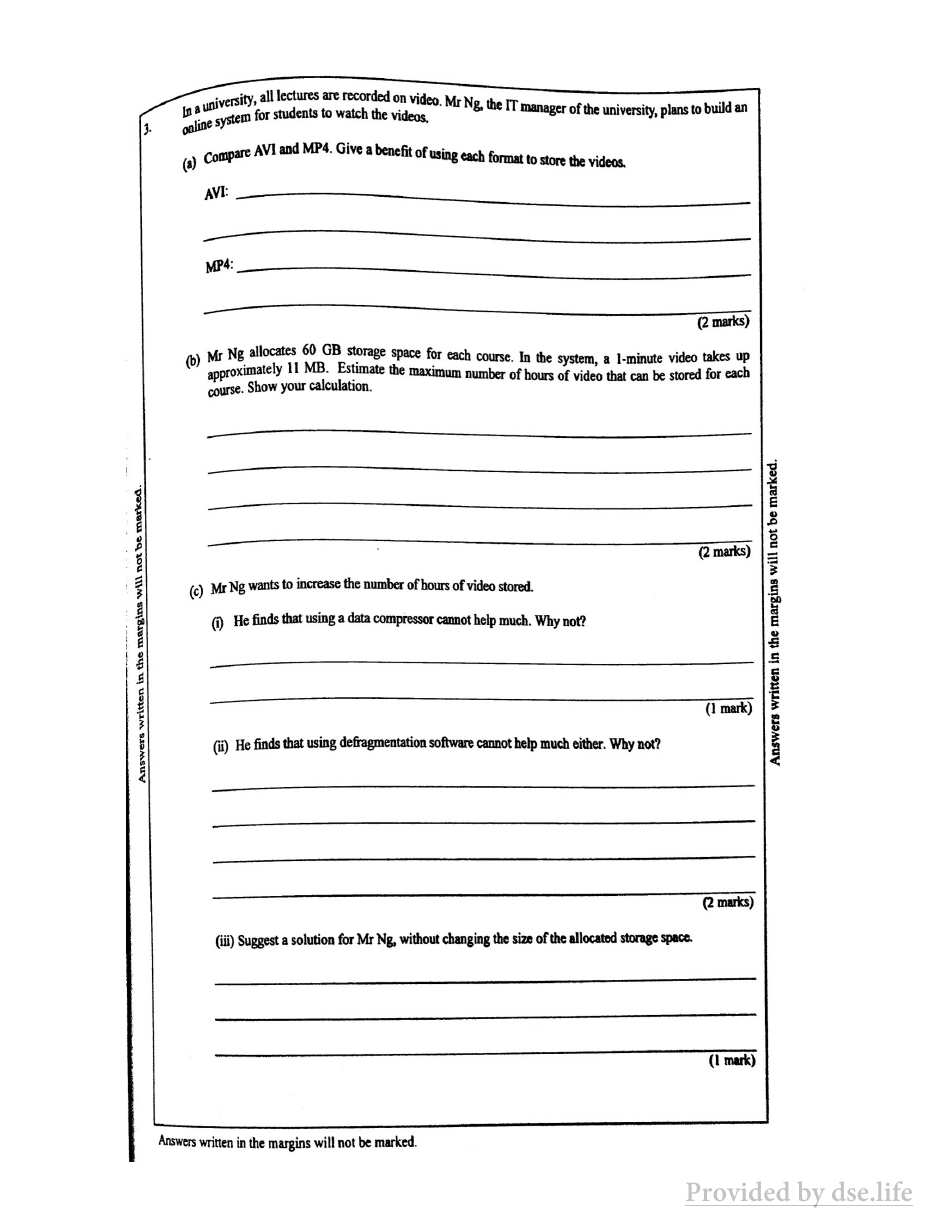 3.
In a university, all lectures are recorded on video. Mr Ng, the IT manager of the university, plans to build an
online system for students to watch the videos.
(a) Compare AVI and MP4. Give a benefit of using each format to store the videos.
AVI:
MP4:
(2 marks)
(b) Mr Ng allocates 60 GB storage space for each course. In the system, a 1-minute video takes up
approximately 11 MB. Estimate the maximum number of hours of video that can be stored for each
course. Show your calculation.
(2 marks)
(c) Mr Ng wants to increase the number of hours of video stored.
(i) He finds that using a data compressor cannot help much. Why not?
(1 mark)
(ii) He finds that using defragmentation software cannot help much either. Why not?
(2 marks)
(iii) Suggest a solution for Mr Ng, without changing the size of the allocated storage space.
(1 mark)
Answers written in the margins will not be marked.
Answers written in the margins will not be marked.
Answers written in the margins will not be marked.
Provided by dse.life